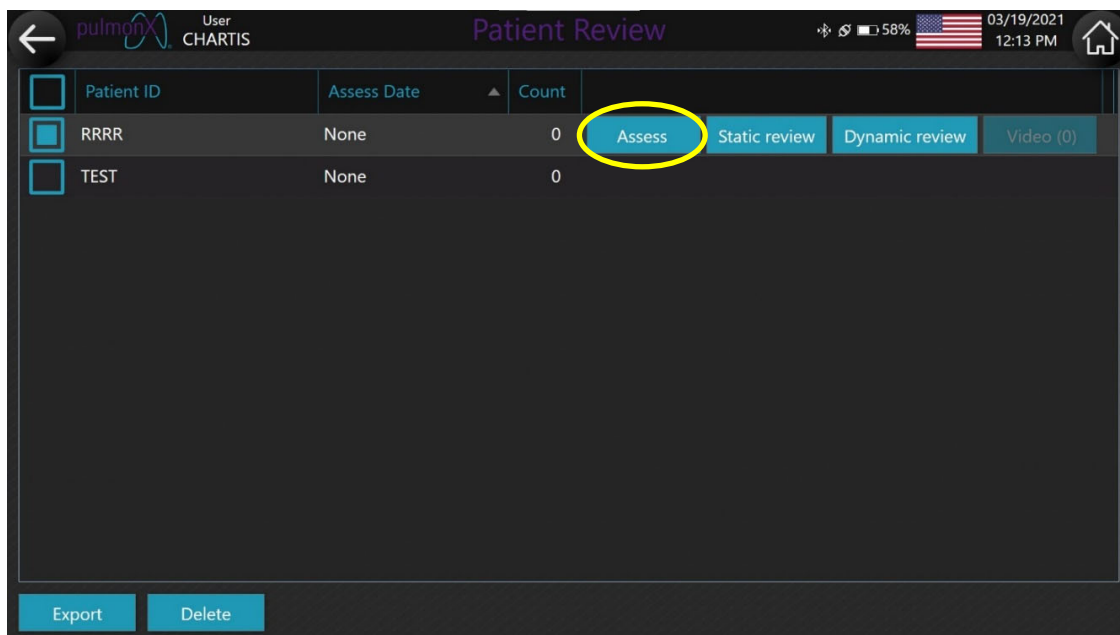 pulmonX
User
CHARTIS
Patient Review
58%
03/19/2021
12:13 PM
Patient ID Assess Date Count
RRRR None 0 Assess Static review Dynamic review Video (0)
TEST None 0
Export Delete